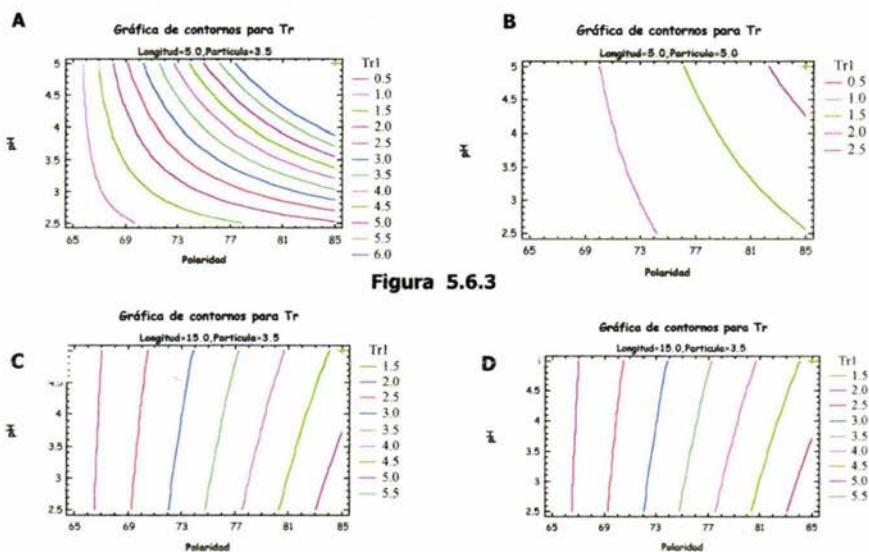 A
Gráfica de contornos para Tr
Longitud=5.0,Particula=3.5
Tr1
0.5
1.0
1.5
2.0
2.5
3.0
3.5
4.0
4.5
5.0
5.5
6.0
pH
5
4.5
4
3.5
3
2.5
65 69 73 77 81 85
Polaridad
B
Gráfica de contornos para Tr
Longitud=5.0,Particula=5.0
Tr1
0.5
1.0
1.5
2.0
2.5
pH
5
4.5
4
3.5
3
2.5
65 69 73 77 81 85
Polaridad
Figura 5.6.3
C
Gráfica de contornos para Tr
Longitud=15.0,Particula=3.5
Tr1
1.5
2.0
2.5
3.0
3.5
4.0
4.5
5.0
5.5
pH
4.5
4
3.5
3
2.5
65 69 73 77 81 85
Polaridad
D
Gráfica de contornos para Tr
Longitud=15.0,Particula=3.5
Tr1
1.5
2.0
2.5
3.0
3.5
4.0
4.5
5.0
5.5
pH
5
4.5
4
3.5
3
2.5
65 69 73 77 81 85
Polaridad